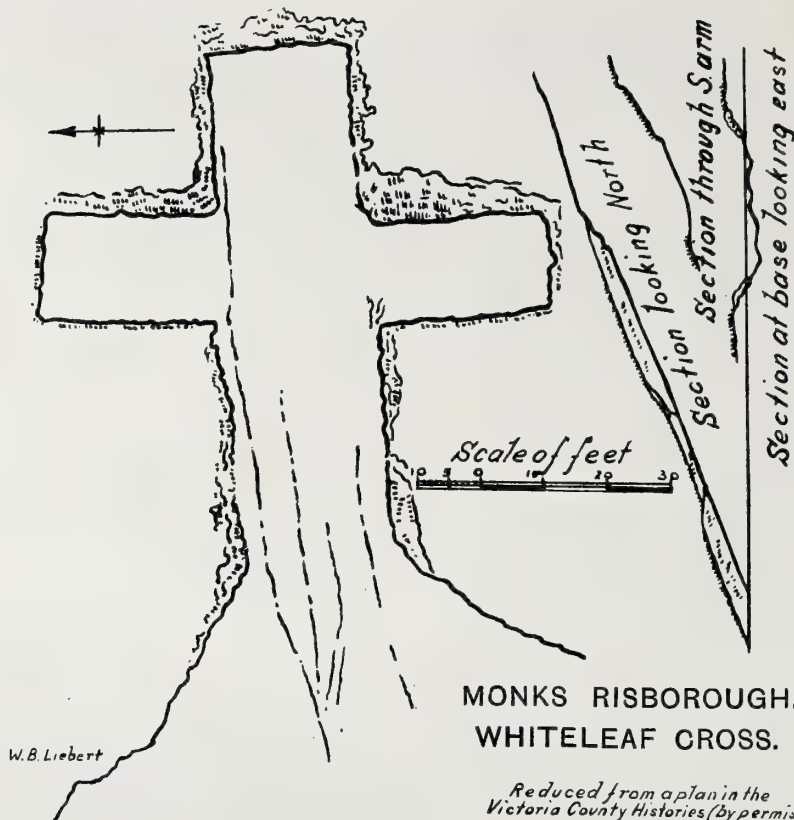 Section looking North
Section through S. arm
Section at base looking east
Scale of feet
10 5 0 10 20 30
MONKS RISBOROUGH.
WHITELEAF CROSS.
W.B. Liebert
Reduced from a plan in the
Victoria County Histories (by permis